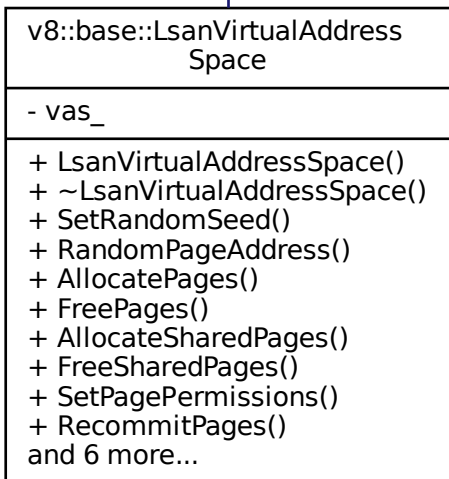 v8::base::LsanVirtualAddress
Space
- vas_
+ LsanVirtualAddressSpace()
+ ~LsanVirtualAddressSpace()
+ SetRandomSeed()
+ RandomPageAddress()
+ AllocatePages()
+ FreePages()
+ AllocateSharedPages()
+ FreeSharedPages()
+ SetPagePermissions()
+ RecommitPages()
and 6 more...